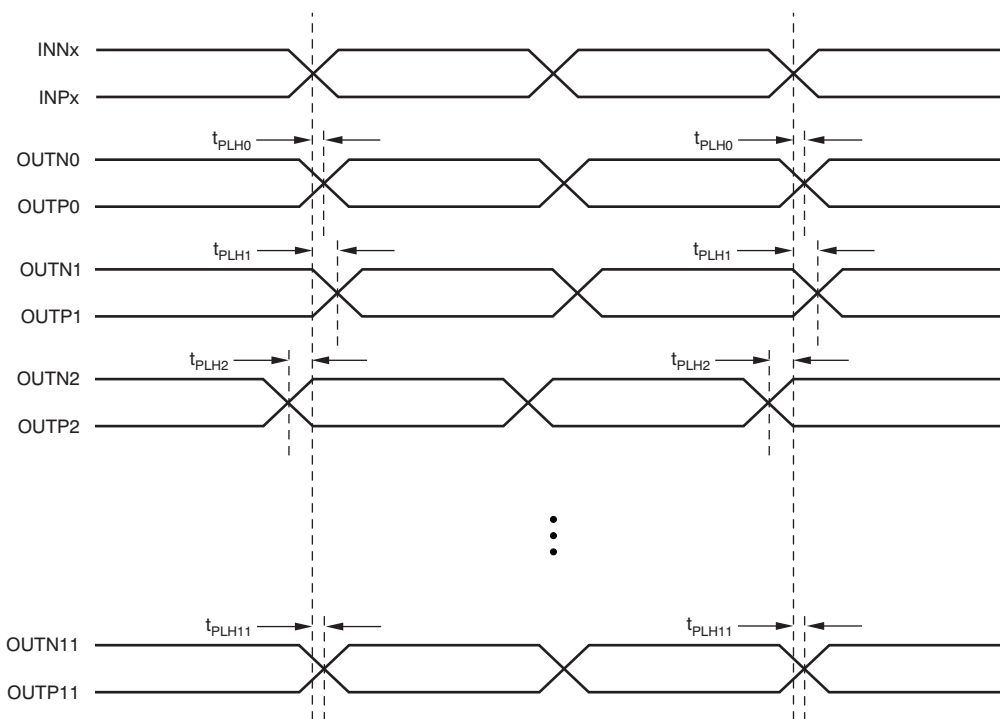 INNx
INPx
tPLH0 tPLH0
OUTN0
OUTP0
tPLH1 tPLH1
OUTN1
OUTP1
tPLH2 tPLH2
OUTN2
OUTP2
tPLH11 tPLH11
OUTN11
OUTP11